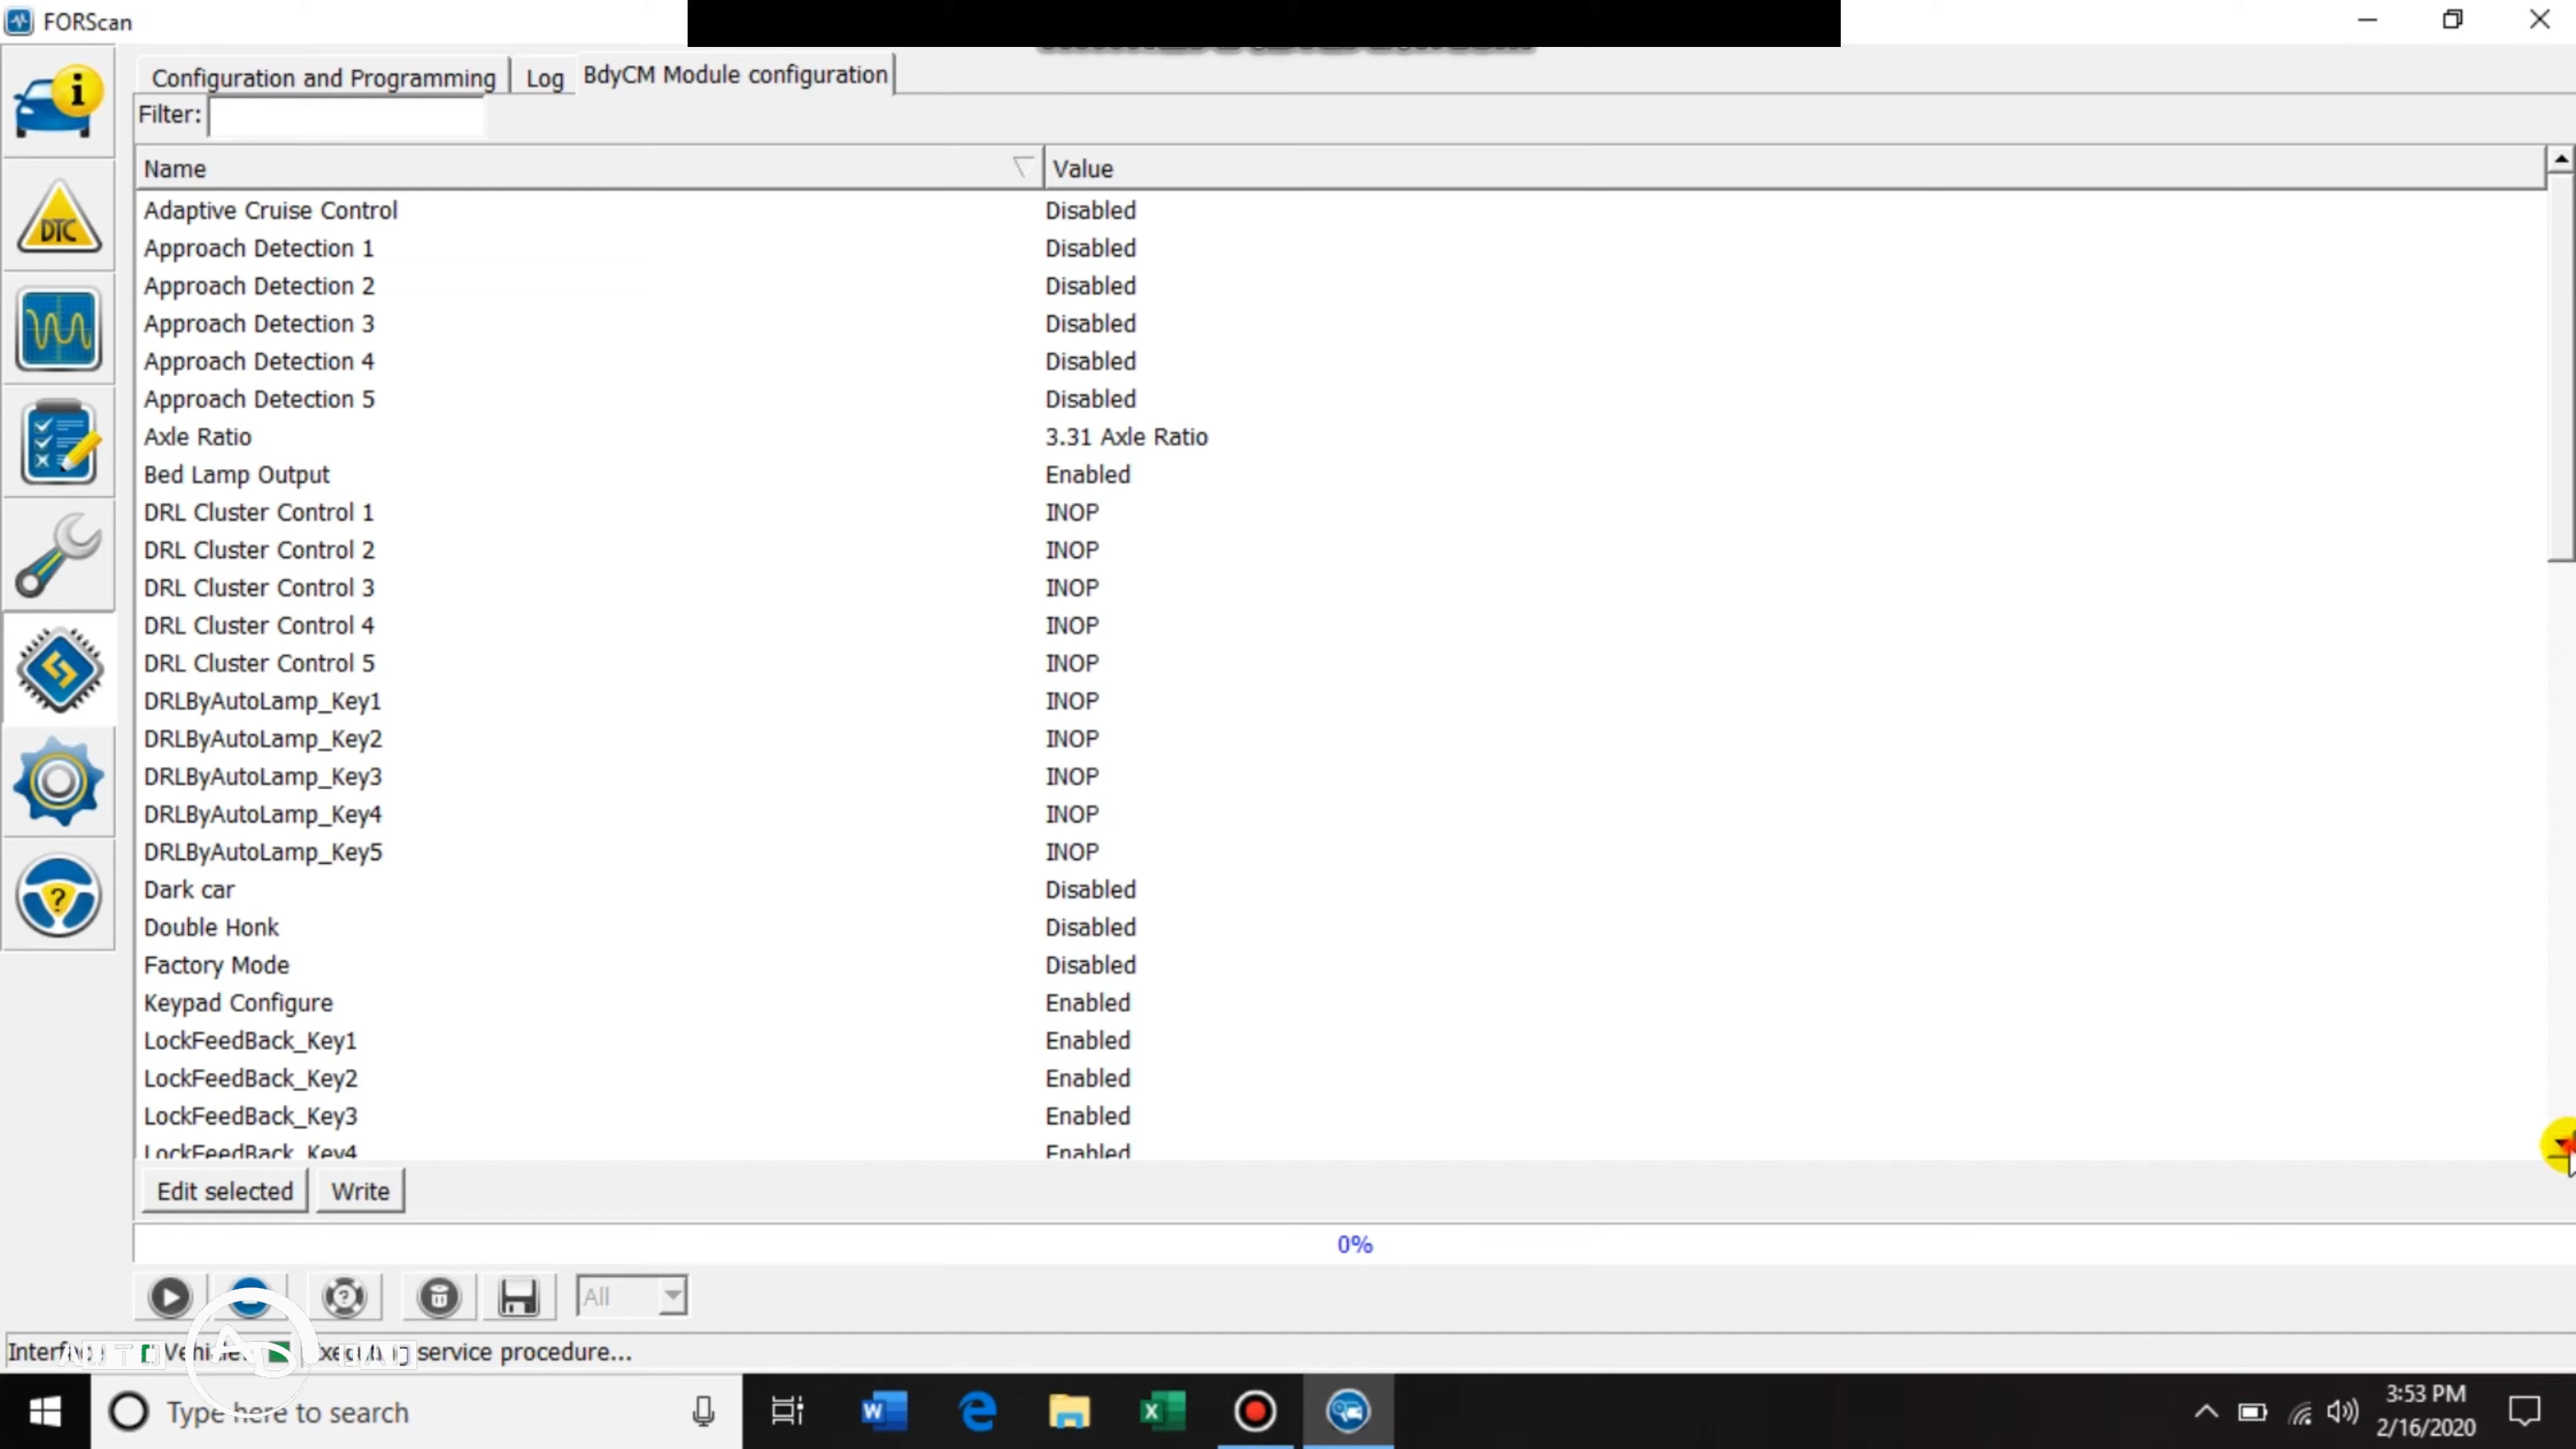 FORScan
Configuration and Programming Log BdyCM Module configuration
Filter:
Name Value
DTC
Adaptive Cruise Control Disabled
Approach Detection 1 Disabled
Approach Detection 2 Disabled
Approach Detection 3 Disabled
Approach Detection 4 Disabled
Approach Detection 5 Disabled
Axle Ratio 3.31 Axle Ratio
Bed Lamp Output Enabled
DRL Cluster Control 1 INOP
DRL Cluster Control 2 INOP
DRL Cluster Control 3 INOP
DRL Cluster Control 4 INOP
DRL Cluster Control 5 INOP
DRLByAutoLamp_Key1 INOP
DRLByAutoLamp_Key2 INOP
DRLByAutoLamp_Key3 INOP
DRLByAutoLamp_Key4 INOP
DRLByAutoLamp_Key5 INOP
Dark car Disabled
Double Honk Disabled
Factory Mode Disabled
Keypad Configure Enabled
LockFeedBack_Key1 Enabled
LockFeedBack_Key2 Enabled
LockFeedBack_Key3 Enabled
LockFeedBack_Key4 Enabled
Edit selected Write
0%
All
service procedure...
Type here to search
3:53 PM
2/16/2020